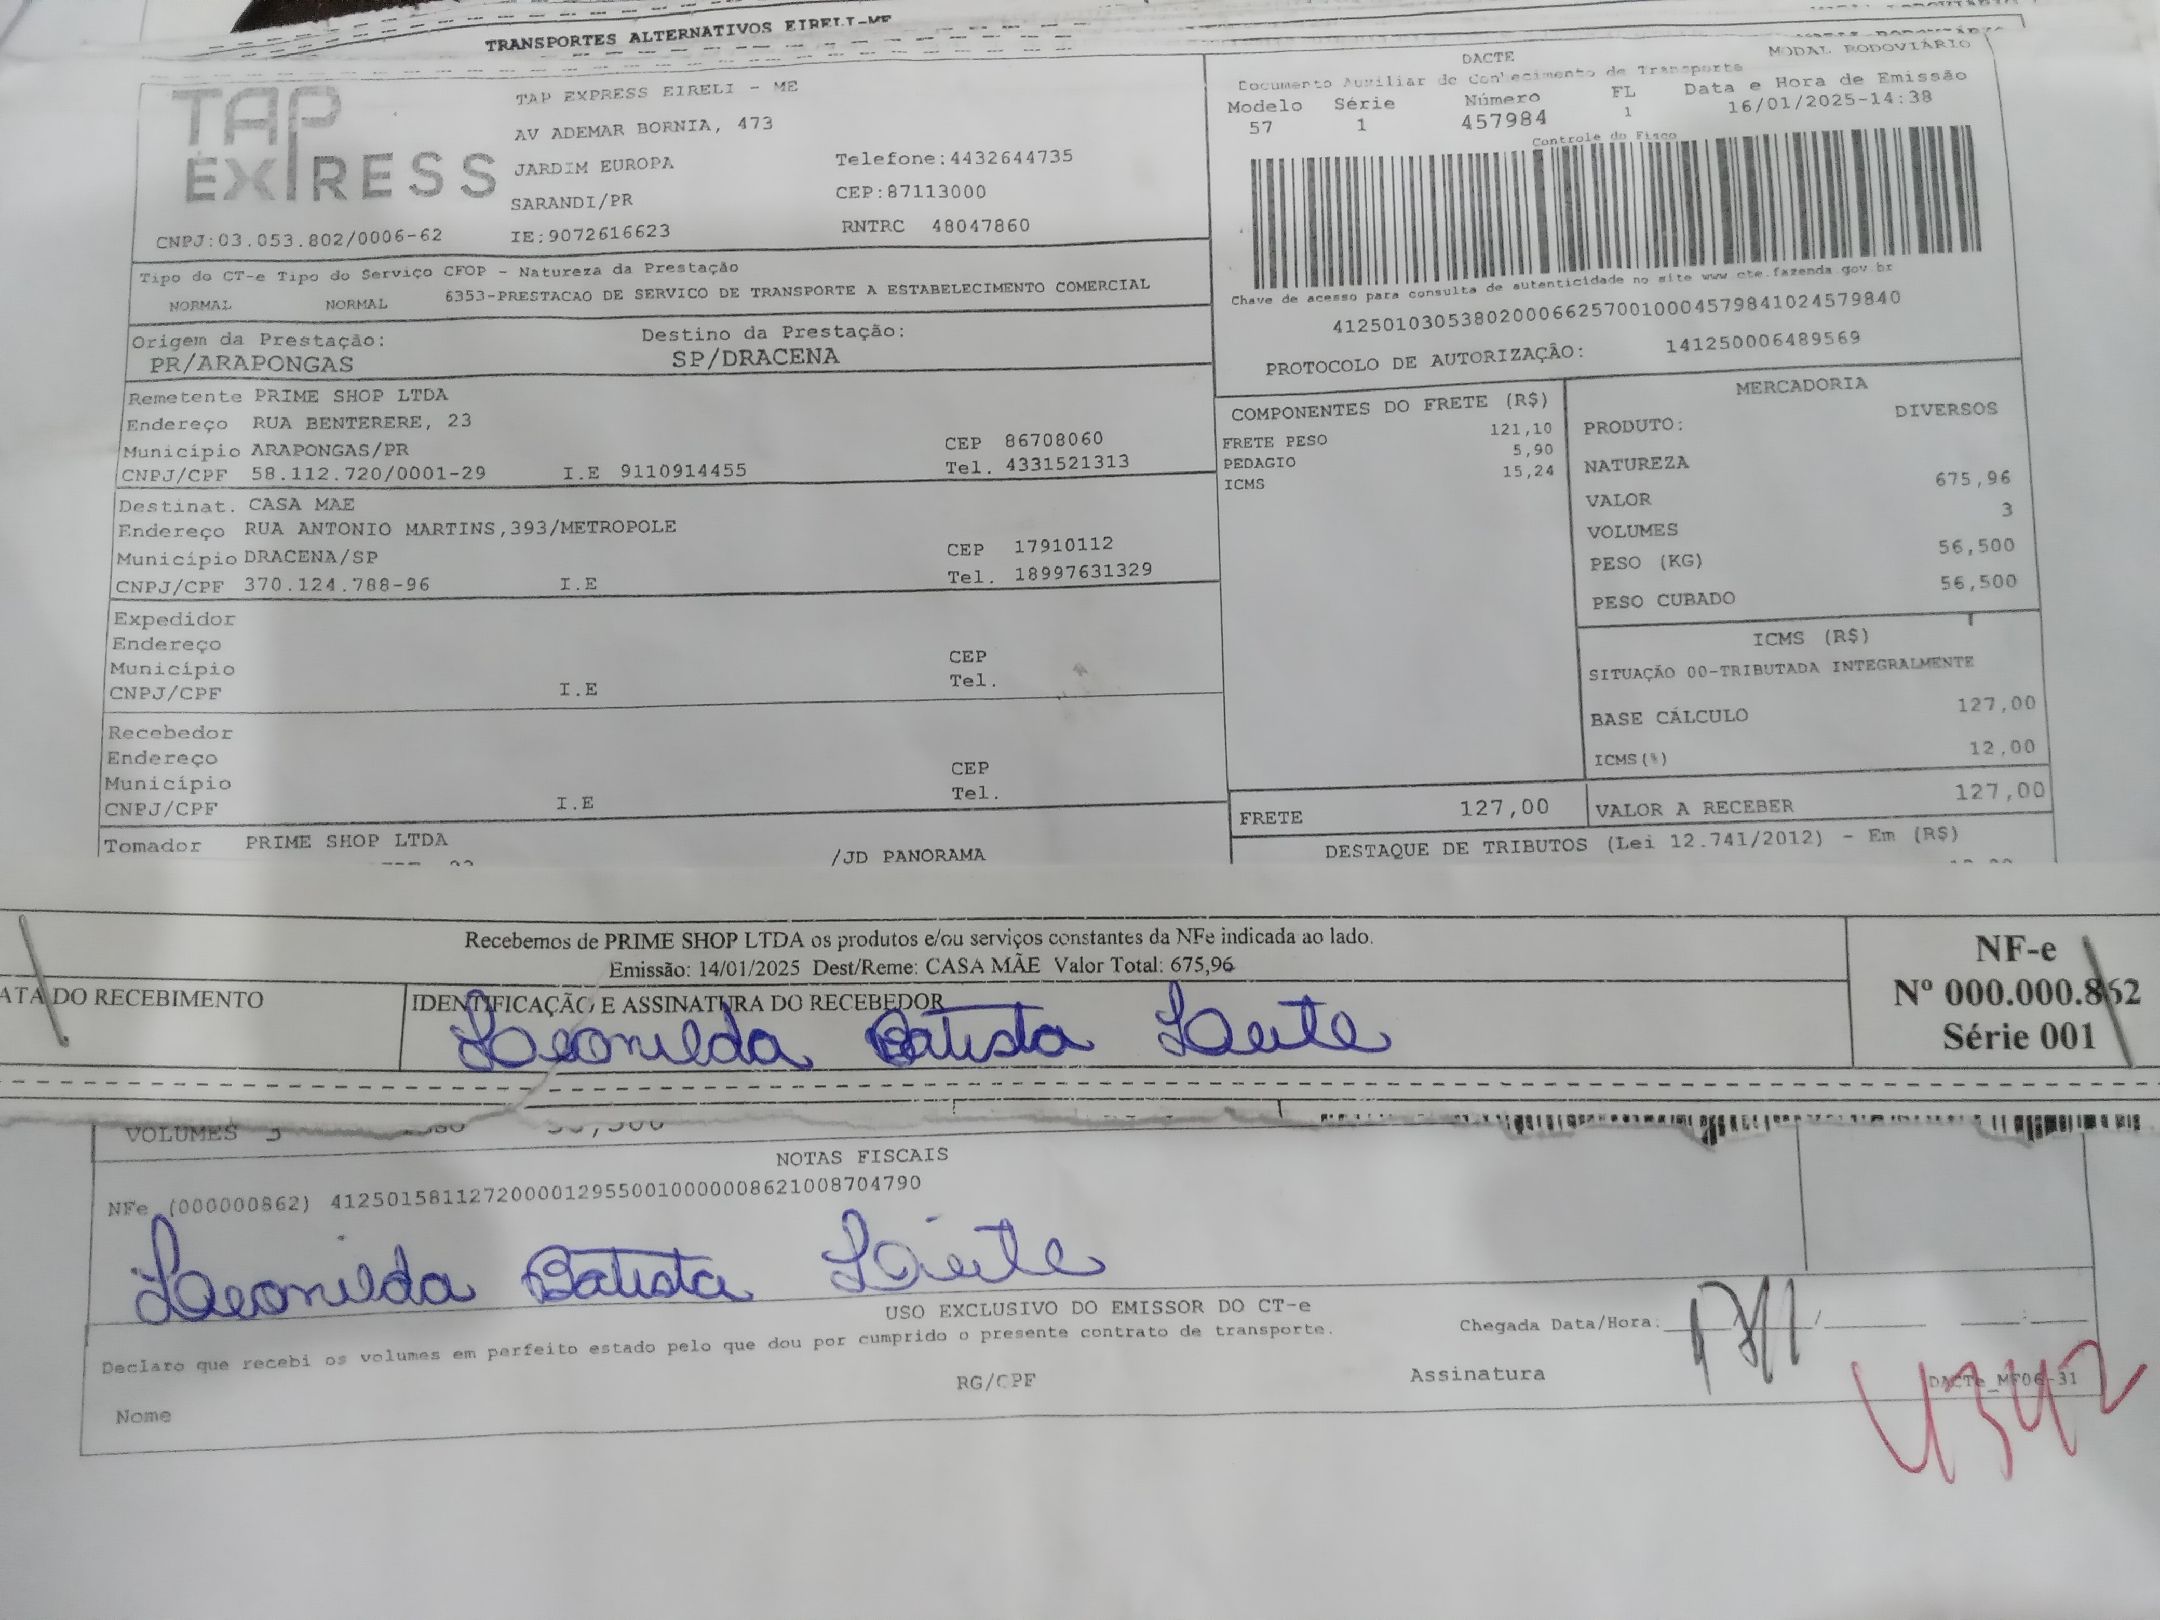 TRANSPORTES ALTERNATIVOS EIRELI-ME
TAP EXPRESS
TAP EXPRESS EIRELI - ME
AV ADEMAR BORNIA, 473
JARDIM EUROPA
Telefone:4432644735
SARANDI/PR
CEP:87113000
CNPJ:03.053.802/0006-62 IE:9072616623 RNTRC 48047860
DACTE MODAL RODOVIÁRIO
Documento Auxiliar de Conhecimento de Transporte
Modelo Série Número FL Data e Hora de Emissão
57 1 457984 1 16/01/2025-14:38
Controle do Fisco
Chave de acesso para consulta de autenticidade no site www.cte.fazenda.gov.br
41250103053802000662570010004579841024579840
PROTOCOLO DE AUTORIZAÇÃO: 141250006489569
Tipo do CT-e Tipo do Serviço CFOP - Natureza da Prestação
NORMAL NORMAL 6353-PRESTACAO DE SERVICO DE TRANSPORTE A ESTABELECIMENTO COMERCIAL
Origem da Prestação: Destino da Prestação:
PR/ARAPONGAS SP/DRACENA
Remetente PRIME SHOP LTDA
Endereço RUA BENTERERE, 23
Município ARAPONGAS/PR CEP 86708060
CNPJ/CPF 58.112.720/0001-29 I.E 9110914455 Tel. 4331521313
Destinat. CASA MAE
Endereço RUA ANTONIO MARTINS,393/METROPOLE
Município DRACENA/SP CEP 17910112
CNPJ/CPF 370.124.788-96 I.E Tel. 18997631329
Expedidor
Endereço
Município CEP
CNPJ/CPF I.E Tel.
Recebedor
Endereço
Município CEP
CNPJ/CPF I.E Tel.
Tomador PRIME SHOP LTDA
/JD PANORAMA
COMPONENTES DO FRETE (R$)
FRETE PESO 121,10
PEDAGIO 5,90
ICMS 15,24
MERCADORIA
PRODUTO: DIVERSOS
NATUREZA
VALOR 675,96
VOLUMES 3
PESO (KG) 56,500
PESO CUBADO 56,500
ICMS (R$)
SITUAÇÃO 00-TRIBUTADA INTEGRALMENTE
BASE CÁLCULO 127,00
ICMS(%) 12,00
FRETE 127,00 VALOR A RECEBER 127,00
DESTAQUE DE TRIBUTOS (Lei 12.741/2012) - Em (R$)
Recebemos de PRIME SHOP LTDA os produtos e/ou serviços constantes da NFe indicada ao lado.
Emissão: 14/01/2025 Dest/Reme: CASA MÃE Valor Total: 675,96
ATA DO RECEBIMENTO IDENTIFICAÇÃO E ASSINATURA DO RECEBEDOR
Leonilda Batista Leite
NF-e
Nº 000.000.862
Série 001
VOLUMES 3
NOTAS FISCAIS
NFe (000000862) 41250158112720000129550010000008621008704790
Leonilda Batista Leite
USO EXCLUSIVO DO EMISSOR DO CT-e
Declaro que recebi os volumes em perfeito estado pelo que dou por cumprido o presente contrato de transporte.
Chegada Data/Hora:
Nome RG/CPF Assinatura
DACTe_MF06-31